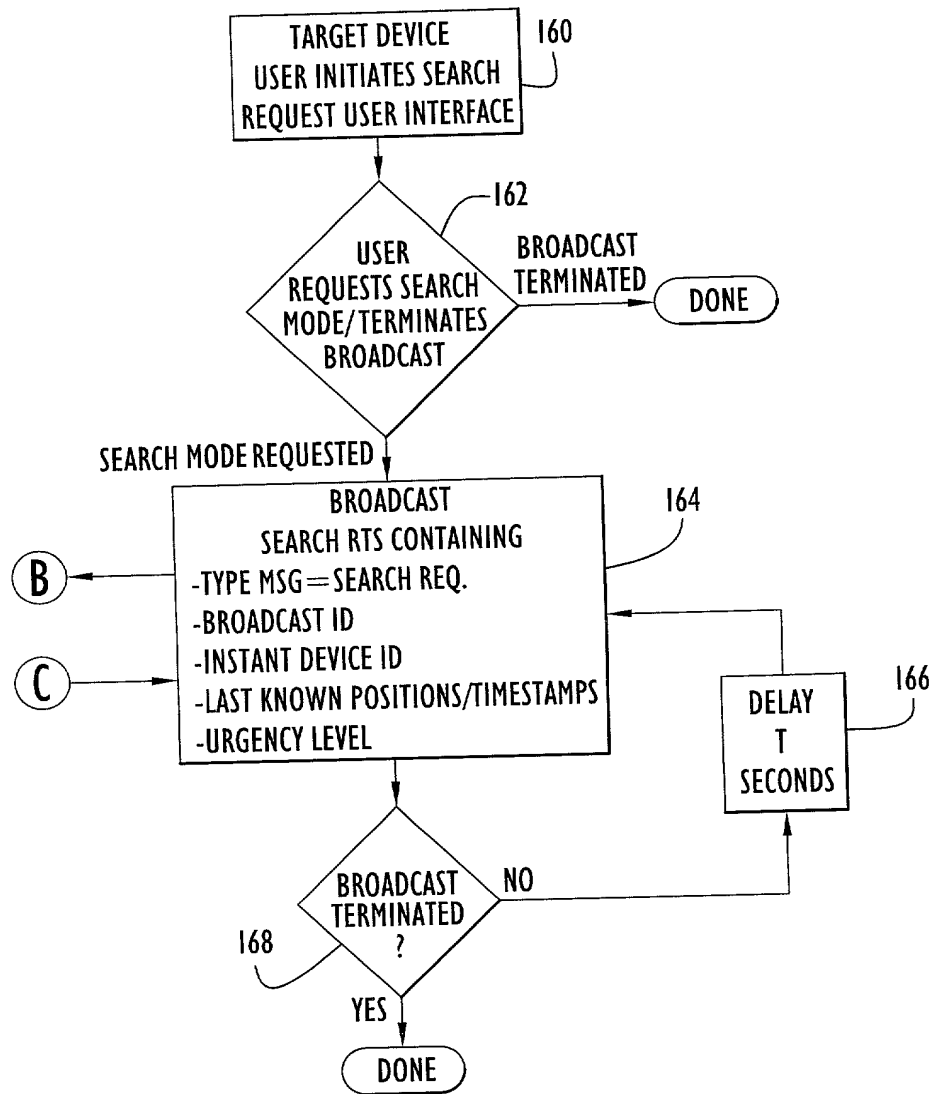 TARGET DEVICE
USER INITIATES SEARCH
REQUEST USER INTERFACE
160
162
USER
REQUESTS SEARCH
MODE/TERMINATES
BROADCAST
BROADCAST
TERMINATED
DONE
SEARCH MODE REQUESTED
BROADCAST
SEARCH RTS CONTAINING
-TYPE MSG=SEARCH REQ.
-BROADCAST ID
-INSTANT DEVICE ID
-LAST KNOWN POSITIONS/TIMESTAMPS
-URGENCY LEVEL
164
B
C
DELAY
T
SECONDS
166
BROADCAST
TERMINATED
?
NO
168
YES
DONE